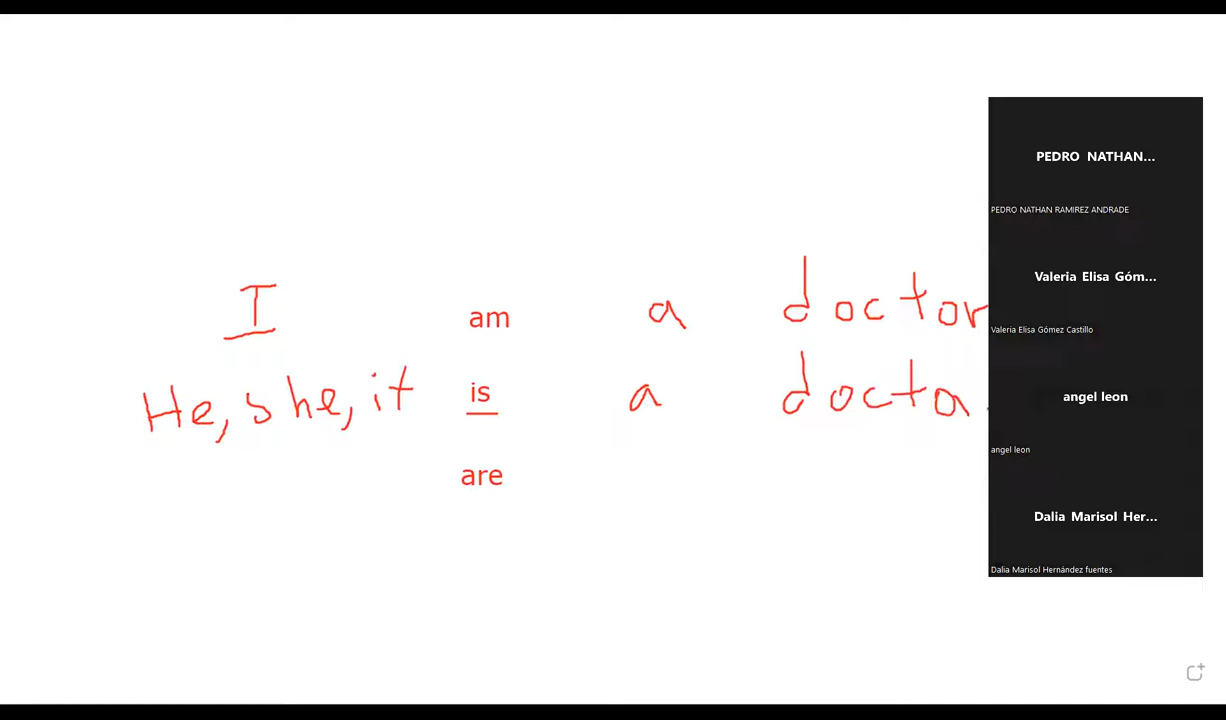 I am a doctor
He, she, it is a docto
are
PEDRO NATHAN...
PEDRO NATHAN RAMIREZ ANDRADE
Valeria Elisa Góm...
Valeria Elisa Gómez Castillo
angel leon
angel leon
Dalia Marisol Her...
Dalia Marisol Hernández fuentes